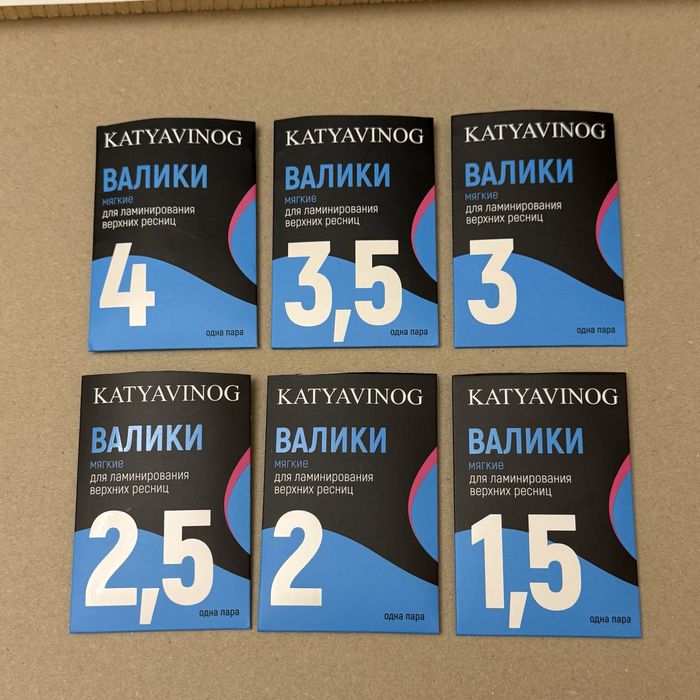 KATYAVINOG
ВАЛИКИ
мягкие
для ламинирования
верхних ресниц
4
одна пара
KATYAVINOG
ВАЛИКИ
мягкие
для ламинирования
верхних ресниц
3,5
одна пара
KATYAVINOG
ВАЛИКИ
мягкие
для ламинирования
верхних ресниц
3
одна пара
KATYAVINOG
ВАЛИКИ
мягкие
для ламинирования
верхних ресниц
2,5
одна пара
KATYAVINOG
ВАЛИКИ
мягкие
для ламинирования
верхних ресниц
2
одна пара
KATYAVINOG
ВАЛИКИ
мягкие
для ламинирования
верхних ресниц
1,5
одна пара